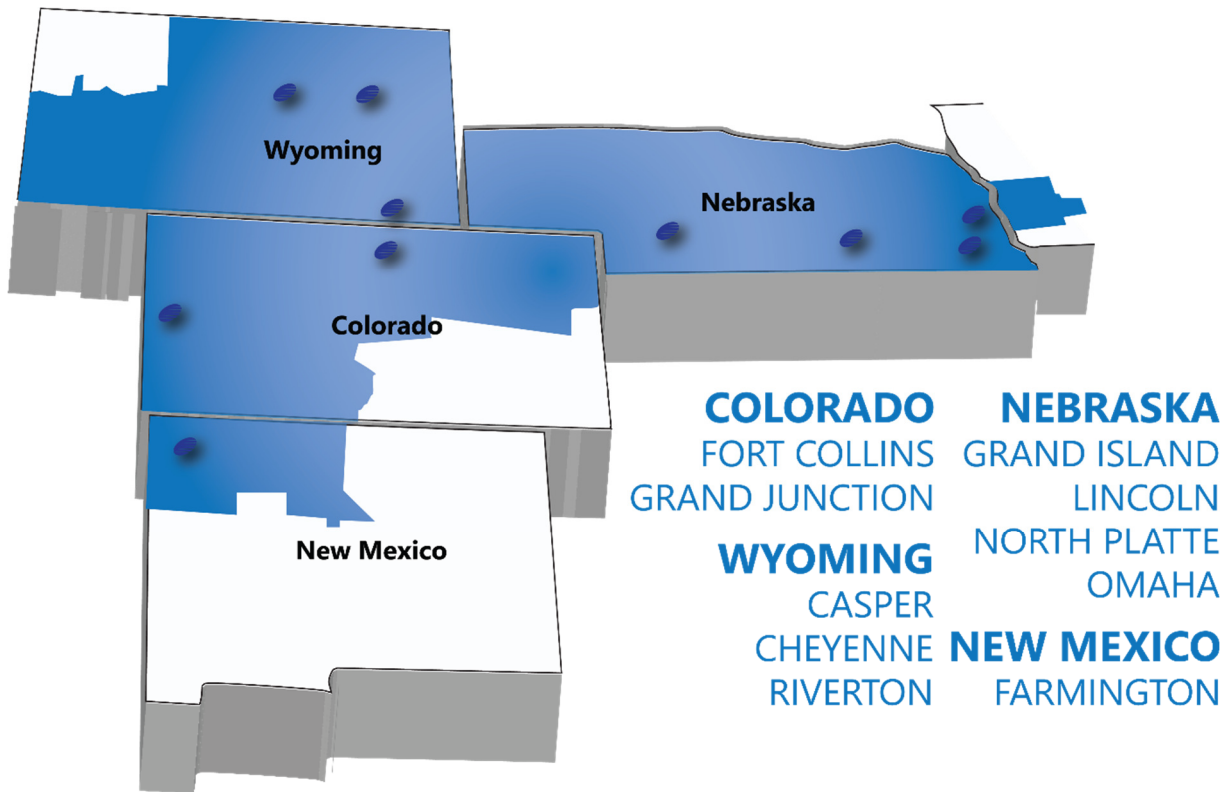 Wyoming
Nebraska
Colorado
New Mexico
COLORADO
FORT COLLINS
GRAND JUNCTION
WYOMING
CASPER
CHEYENNE
RIVERTON
NEBRASKA
GRAND ISLAND
LINCOLN
NORTH PLATTE
OMAHA
NEW MEXICO
FARMINGTON